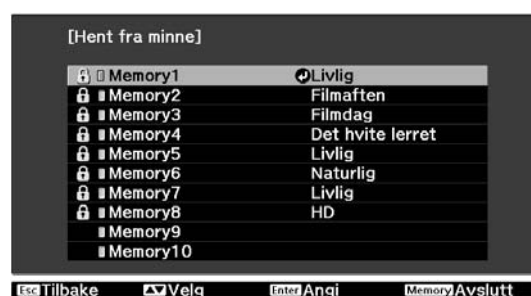 [Hent fra minne]
Memory1 Livlig
Memory2 Filmaften
Memory3 Filmdag
Memory4 Det hvite lerret
Memory5 Livlig
Memory6 Naturlig
Memory7 Livlig
Memory8 HD
Memory9
Memory10
Esc Tilbake Velg Enter Angi Memory Avslutt